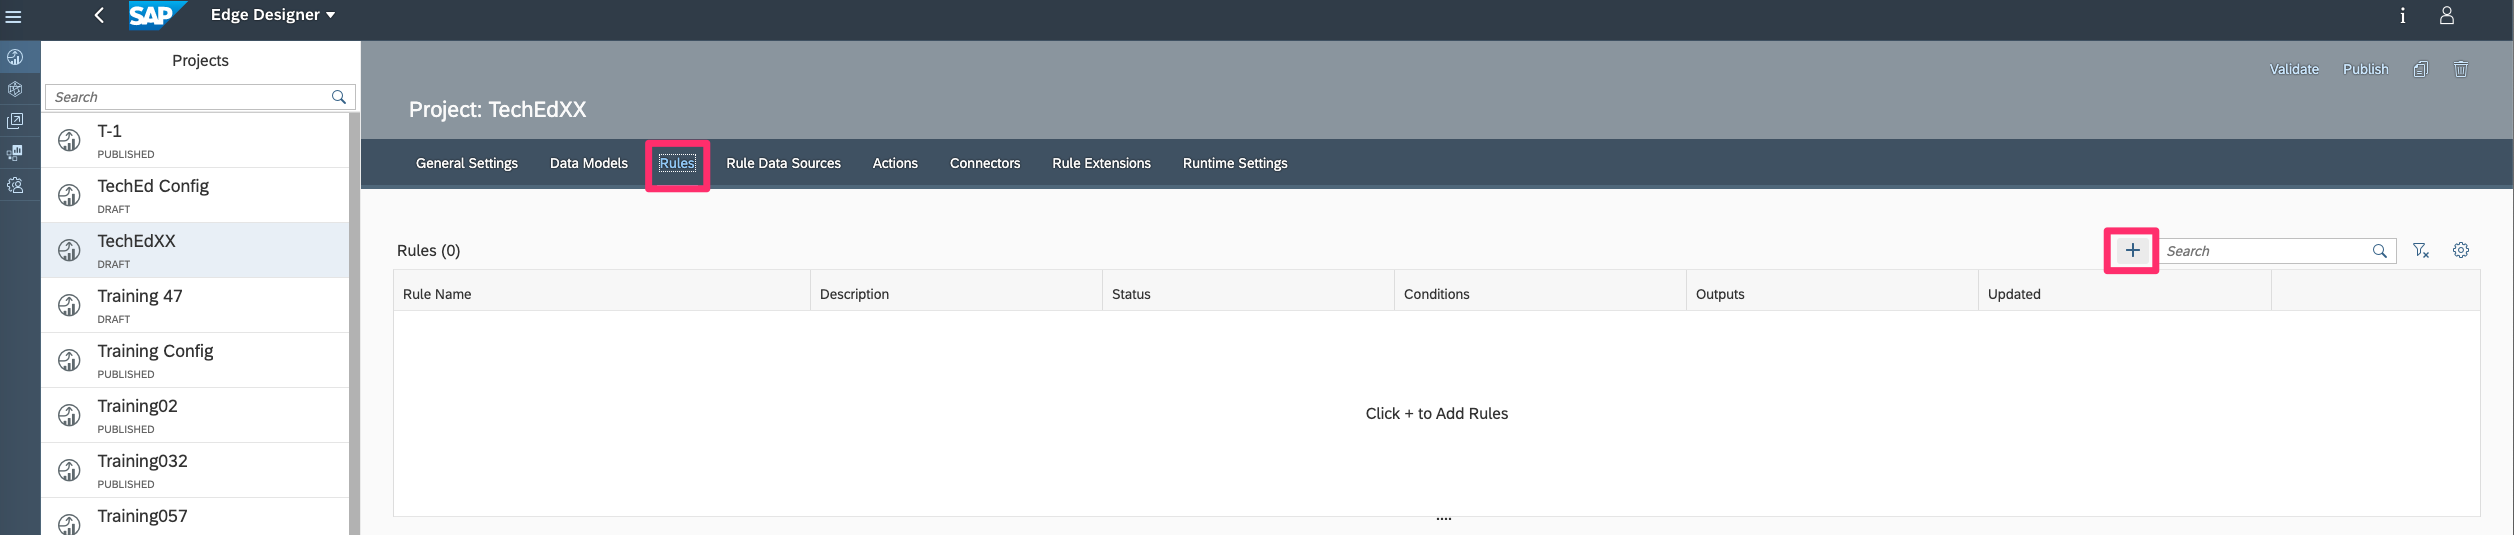 SAP Edge Designer
Projects
Search
T-1
PUBLISHED
TechEd Config
DRAFT
TechEdXX
DRAFT
Training 47
DRAFT
Training Config
PUBLISHED
Training02
PUBLISHED
Training032
PUBLISHED
Training057
Validate Publish
Project: TechEdXX
General Settings Data Models Rules Rule Data Sources Actions Connectors Rule Extensions Runtime Settings
Rules (0) + Search
Rule Name Description Status Conditions Outputs Updated
Click + to Add Rules
....